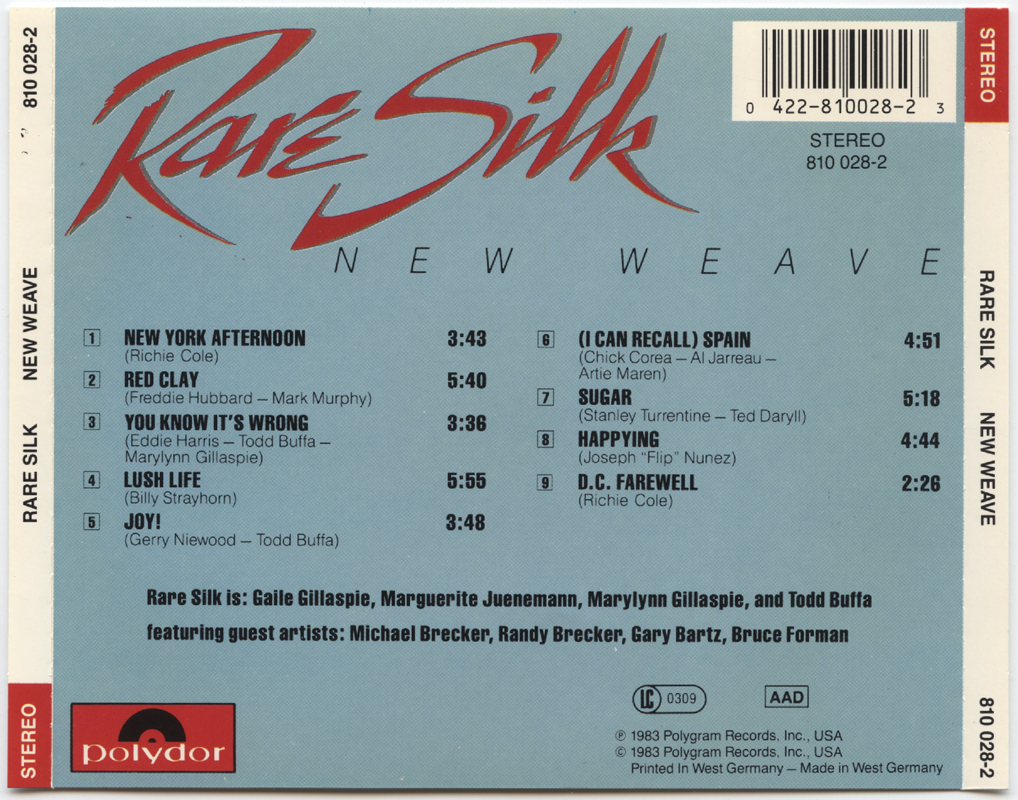 810 028-2
NEW WEAVE
RARE SILK
STEREO
Rare Silk
NEW WEAVE
0 422-810028-2 3
STEREO
810 028-2
1 NEW YORK AFTERNOON 3:43
(Richie Cole)
2 RED CLAY 5:40
(Freddie Hubbard – Mark Murphy)
3 YOU KNOW IT'S WRONG 3:36
(Eddie Harris – Todd Buffa –
Marylynn Gillaspie)
4 LUSH LIFE 5:55
(Billy Strayhorn)
5 JOY! 3:48
(Gerry Niewood – Todd Buffa)
6 (I CAN RECALL) SPAIN 4:51
(Chick Corea – Al Jarreau –
Artie Maren)
7 SUGAR 5:18
(Stanley Turrentine – Ted Daryll)
8 HAPPYING 4:44
(Joseph "Flip" Nunez)
9 D.C. FAREWELL 2:26
(Richie Cole)
Rare Silk is: Gaile Gillaspie, Marguerite Juenemann, Marylynn Gillaspie, and Todd Buffa
featuring guest artists: Michael Brecker, Randy Brecker, Gary Bartz, Bruce Forman
polydor
LC 0309
AAD
℗ 1983 Polygram Records, Inc., USA
© 1983 Polygram Records, Inc., USA
Printed In West Germany – Made in West Germany
STEREO
RARE SILK
NEW WEAVE
810 028-2